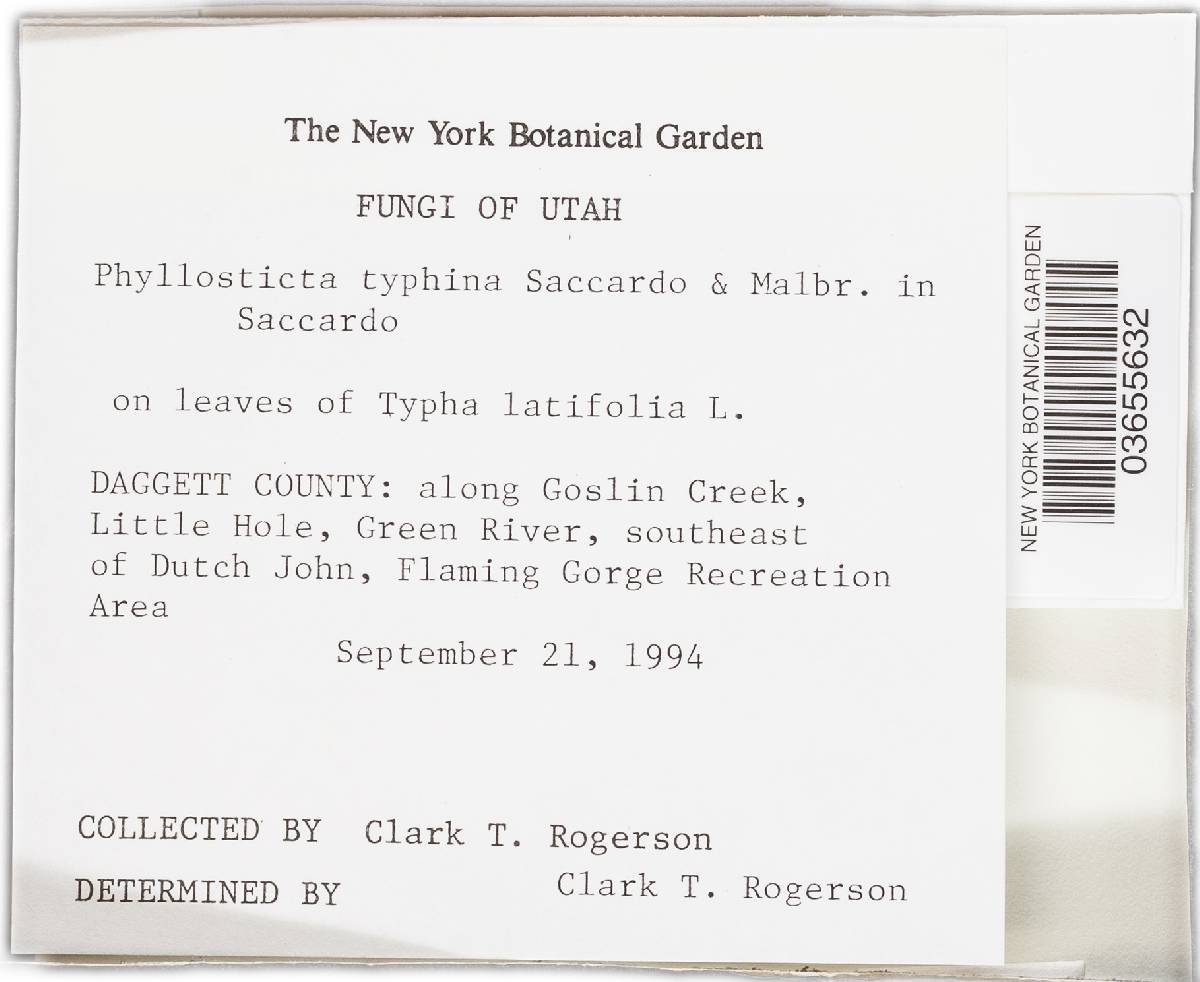 The New York Botanical Garden
FUNGI OF UTAH
Phyllosticta typhina Saccardo & Malbr. in
Saccardo
on leaves of Typha latifolia L.
DAGGETT COUNTY: along Goslin Creek,
Little Hole, Green River, southeast
of Dutch John, Flaming Gorge Recreation
Area
September 21, 1994
COLLECTED BY Clark T. Rogerson
DETERMINED BY Clark T. Rogerson
NEW YORK BOTANICAL GARDEN
03655632